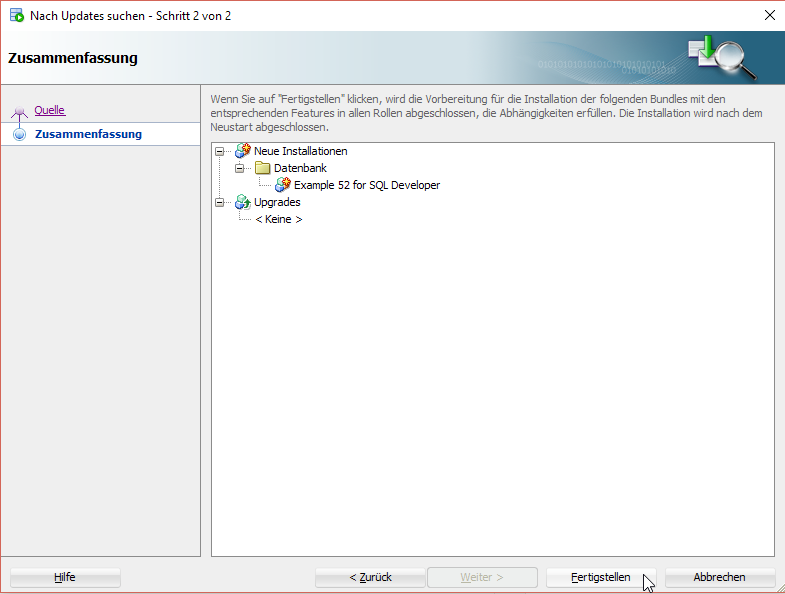 Nach Updates suchen - Schritt 2 von 2
Zusammenfassung
Quelle
Zusammenfassung
Wenn Sie auf "Fertigstellen" klicken, wird die Vorbereitung für die Installation der folgenden Bundles mit den
entsprechenden Features in allen Rollen abgeschlossen, die Abhängigkeiten erfüllen. Die Installation wird nach dem
Neustart abgeschlossen.
Neue Installationen
Datenbank
Example 52 for SQL Developer
Upgrades
< Keine >
Hilfe
< Zurück
Weiter >
Fertigstellen
Abbrechen